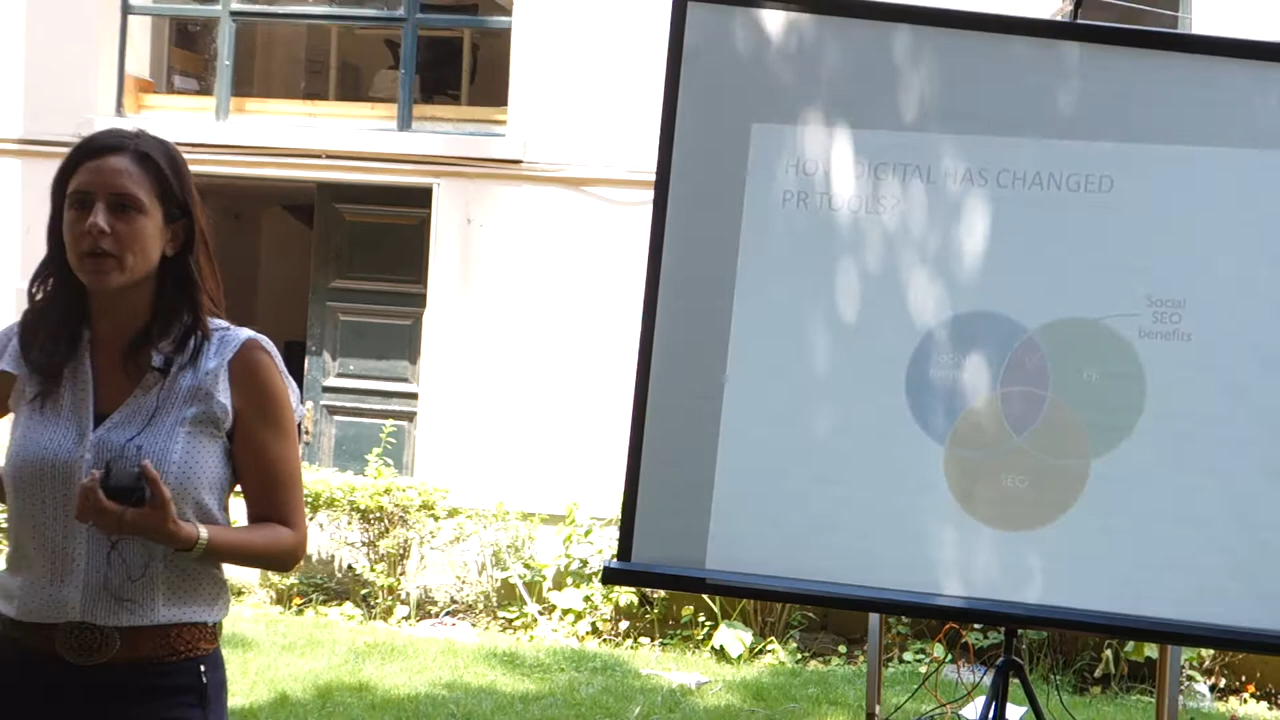 HOW DIGITAL HAS CHANGED
PR TOOLS?
Social
SEO
benefits
SEO